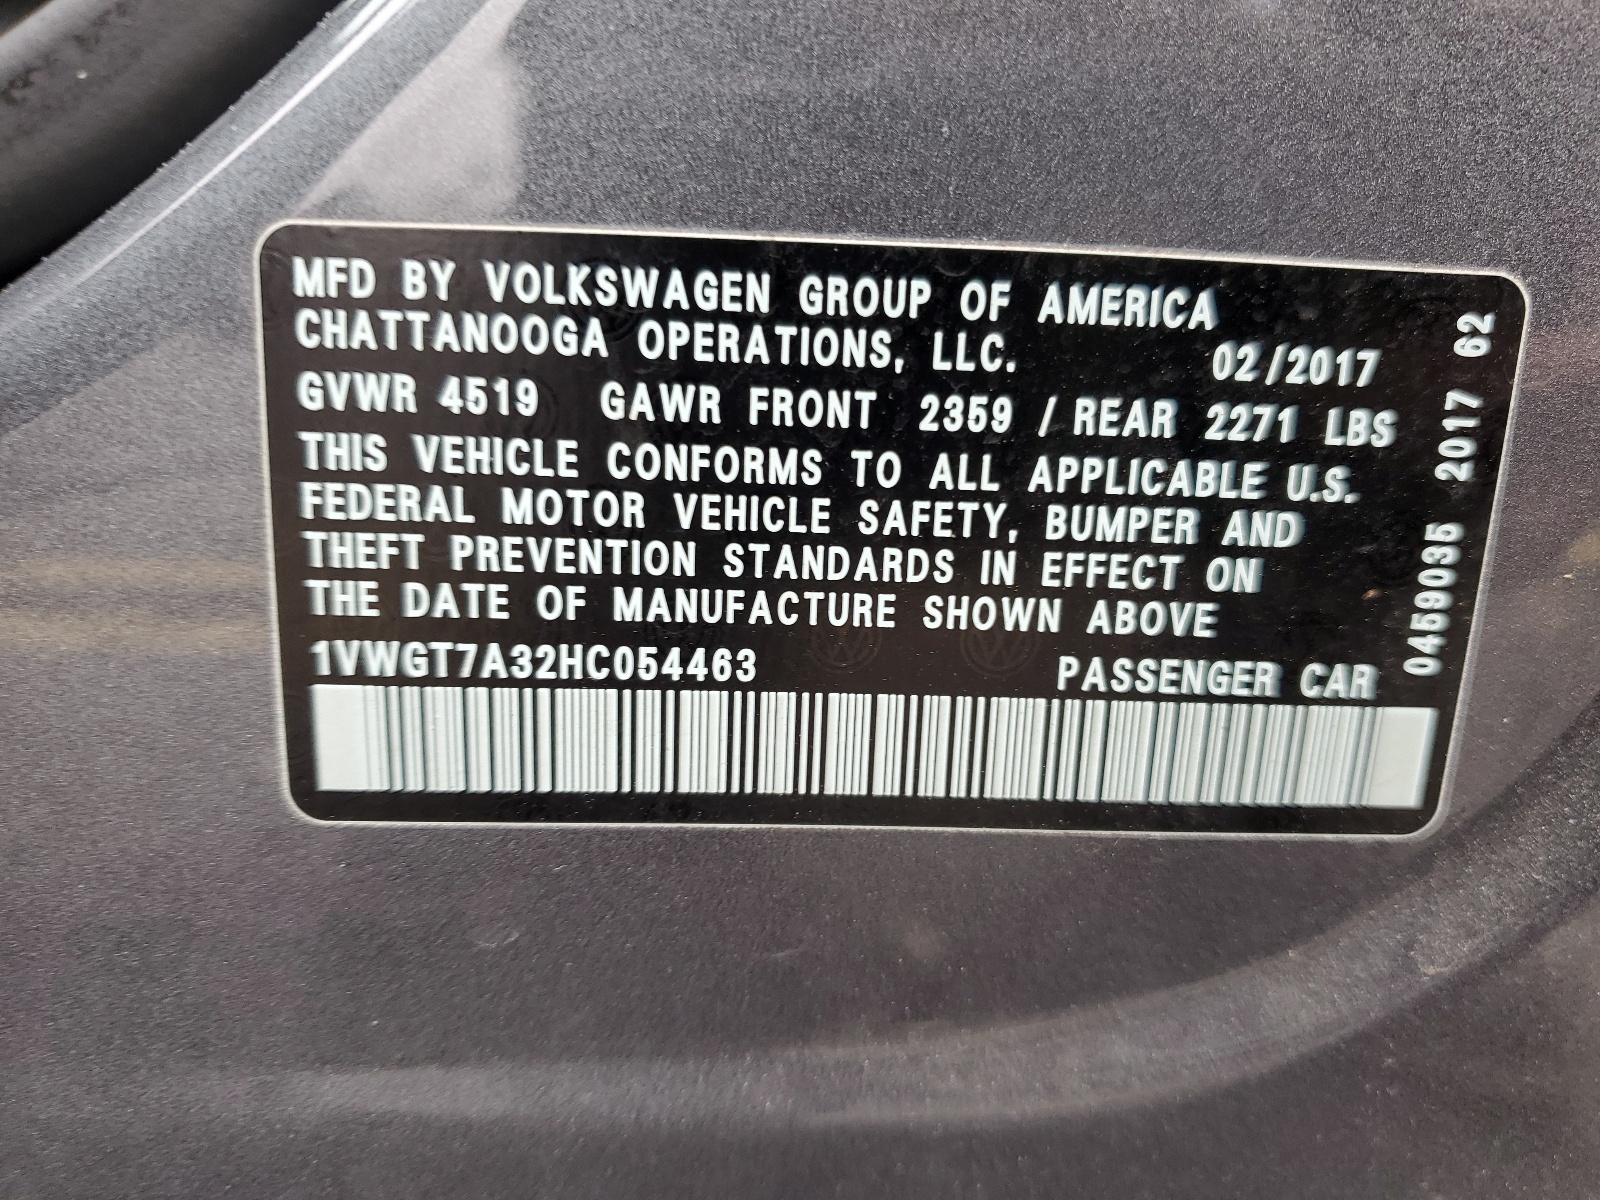 MFD BY VOLKSWAGEN GROUP OF AMERICA
CHATTANOOGA OPERATIONS, LLC. 02/2017
GVWR 4519 GAWR FRONT 2359 / REAR 2271 LBS
THIS VEHICLE CONFORMS TO ALL APPLICABLE U.S.
FEDERAL MOTOR VEHICLE SAFETY, BUMPER AND
THEFT PREVENTION STANDARDS IN EFFECT ON
THE DATE OF MANUFACTURE SHOWN ABOVE
1VWGT7A32HC054463 PASSENGER CAR
0459035 2017 62